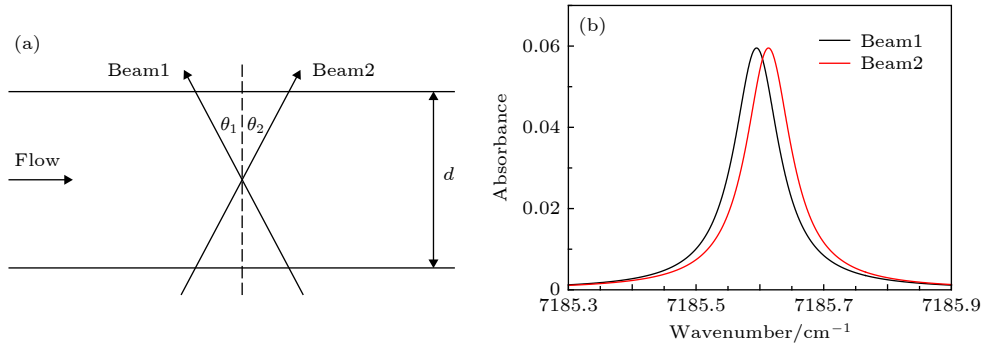 (a)
Beam1
Beam2
θ1 θ2
Flow
d
(b)
Beam1
Beam2
Absorbance
0.06
0.04
0.02
0
7185.3 7185.5 7185.7 7185.9
Wavenumber/cm⁻¹